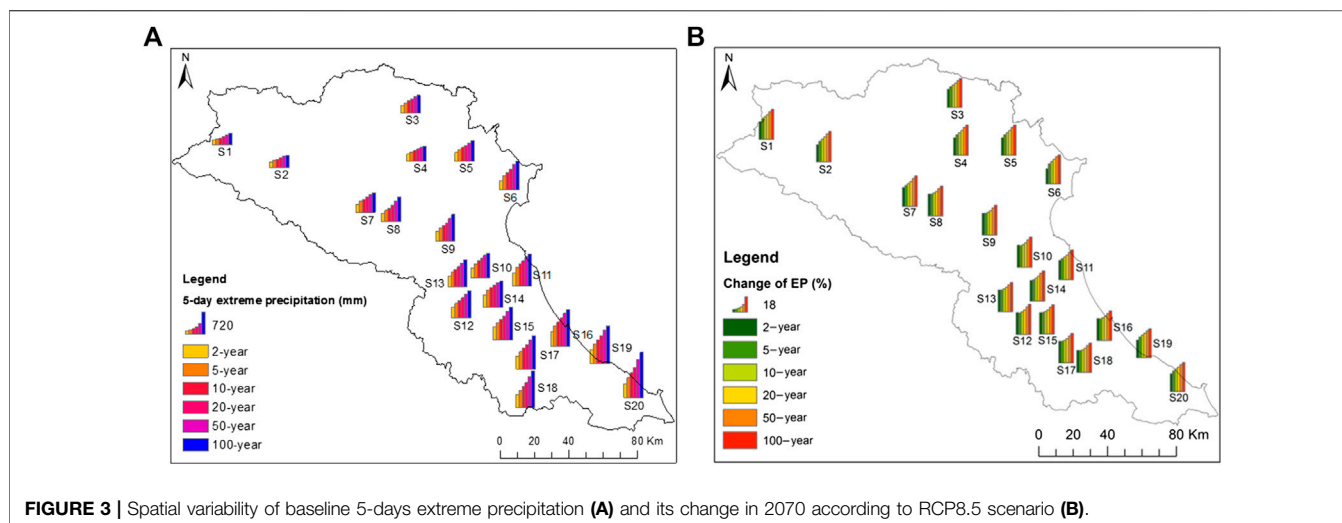 A
N
S3
S1
S2
S4
S5
S6
S7
S8
S9
S10
S11
S13
S14
S12
S15
S16
S17
S19
S18
S20
Legend
5-day extreme precipitation (mm)
720
2-year
5-year
10-year
20-year
50-year
100-year
0 20 40 80 Km
B
N
S3
S1
S2
S4
S5
S6
S7
S8
S9
S10
S11
S13
S14
S12
S15
S16
S17
S18
S19
S20
Legend
Change of EP (%)
18
2–year
5–year
10–year
20–year
50–year
100–year
0 20 40 80 Km
FIGURE 3 | Spatial variability of baseline 5-days extreme precipitation (A) and its change in 2070 according to RCP8.5 scenario (B).